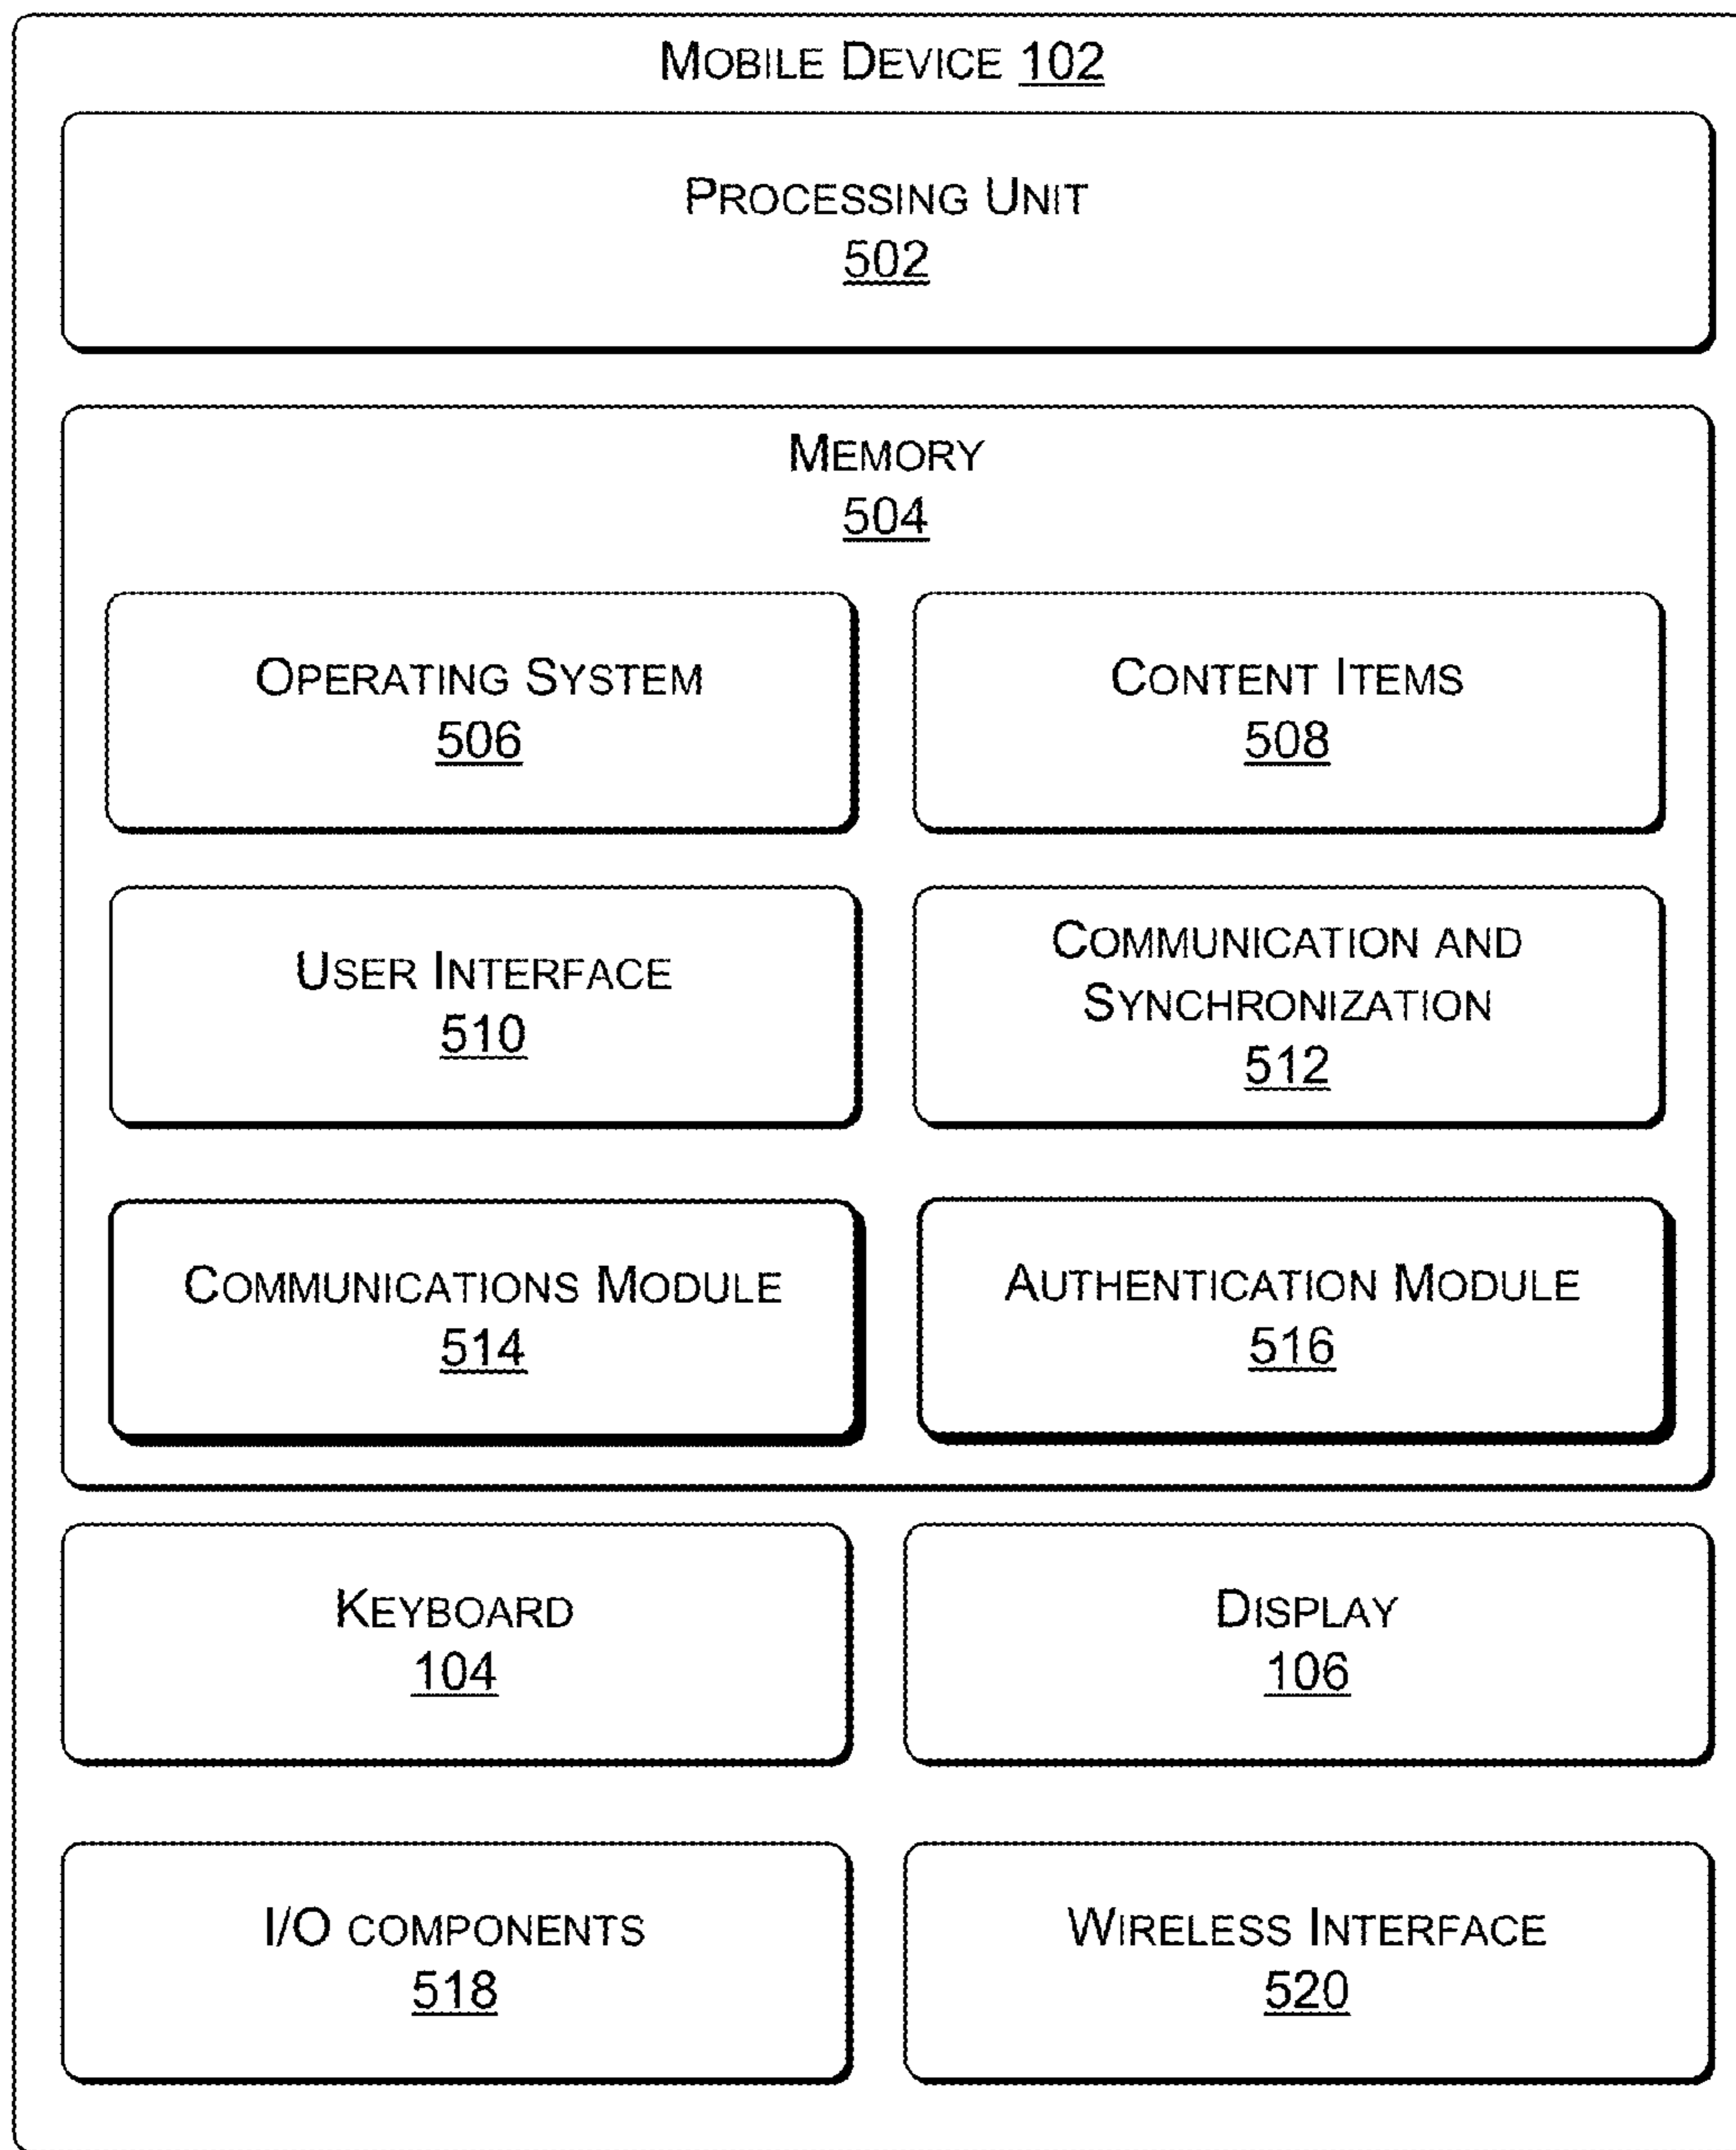 MOBILE DEVICE 102
PROCESSING UNIT
502
MEMORY
504
OPERATING SYSTEM
506
CONTENT ITEMS
508
USER INTERFACE
510
COMMUNICATION AND
SYNCHRONIZATION
512
COMMUNICATIONS MODULE
514
AUTHENTICATION MODULE
516
KEYBOARD
104
DISPLAY
106
I/O COMPONENTS
518
WIRELESS INTERFACE
520